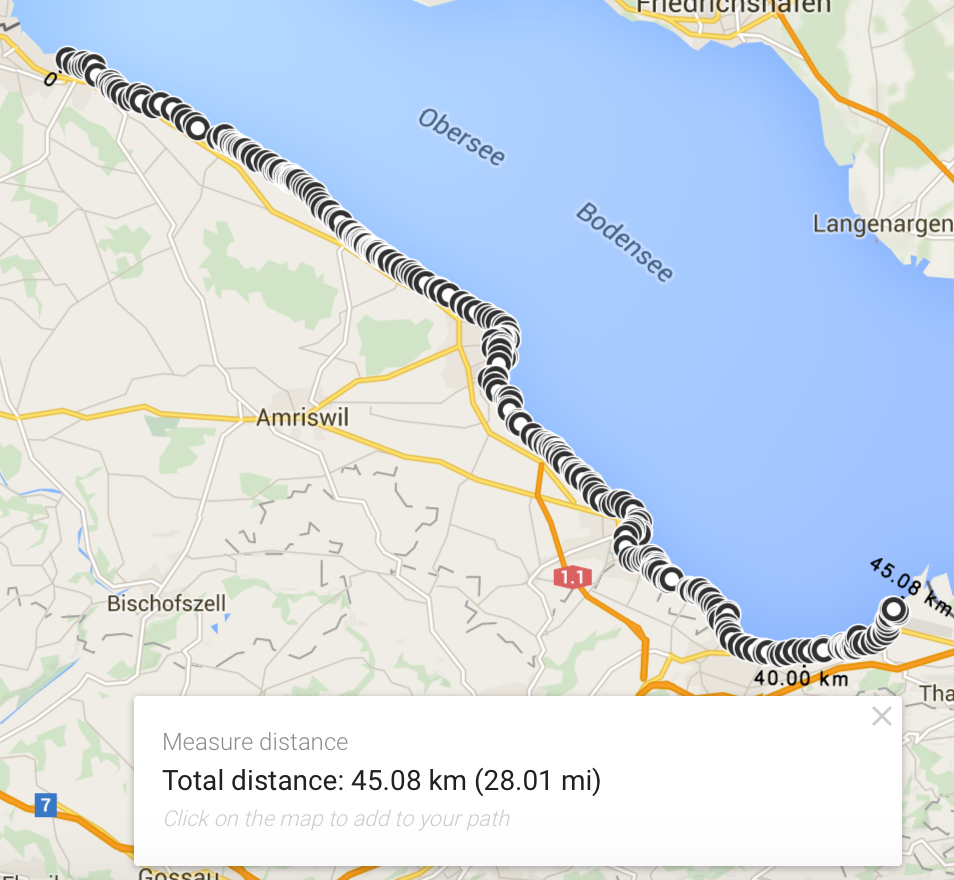 Friedrichshafen
0
Obersee
Bodensee
Langenargen
Amriswil
1.1
45.08 km
Bischofszell
40.00 km
Tha
Measure distance
Total distance: 45.08 km (28.01 mi)
Click on the map to add to your path
7
Gossau